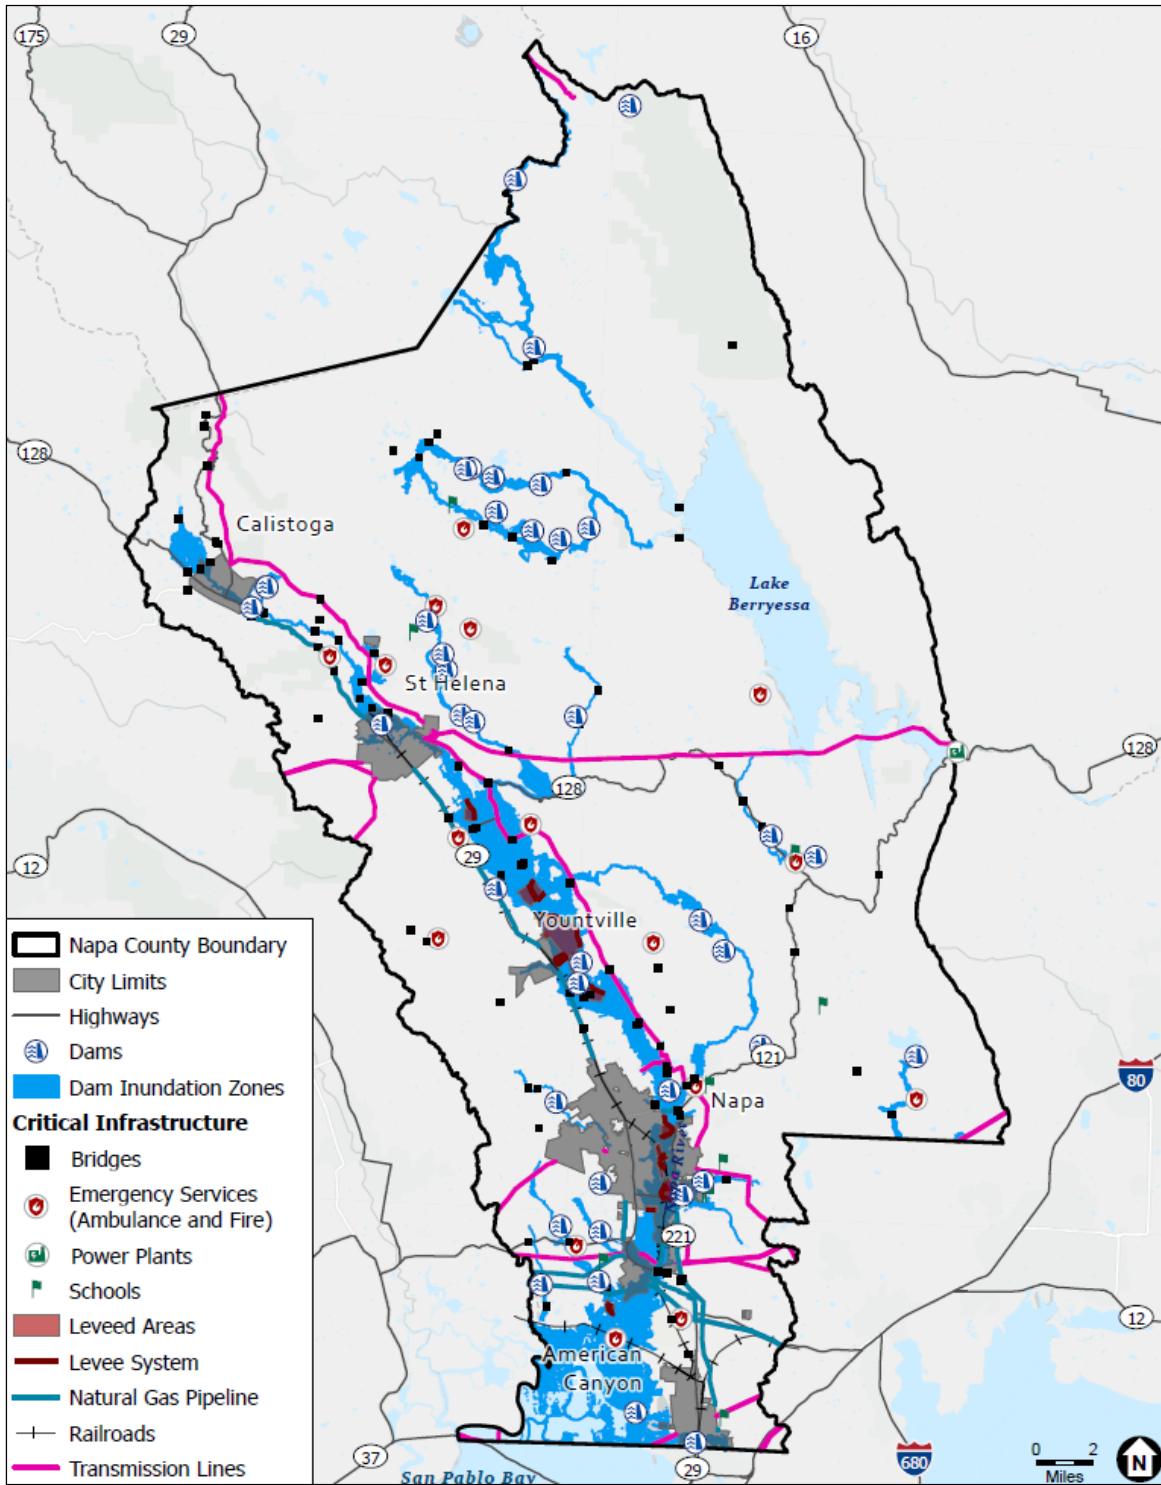 175
29
16
128
Calistoga
Lake
Berryessa
St Helena
128
128
12
29
Yountville
121
80
Napa
Napa River
221
12
American
Canyon
37
29
680
San Pablo Bay
Napa County Boundary
City Limits
Highways
Dams
Dam Inundation Zones
Critical Infrastructure
Bridges
Emergency Services
(Ambulance and Fire)
Power Plants
Schools
Leveed Areas
Levee System
Natural Gas Pipeline
Railroads
Transmission Lines
0 2
Miles
N